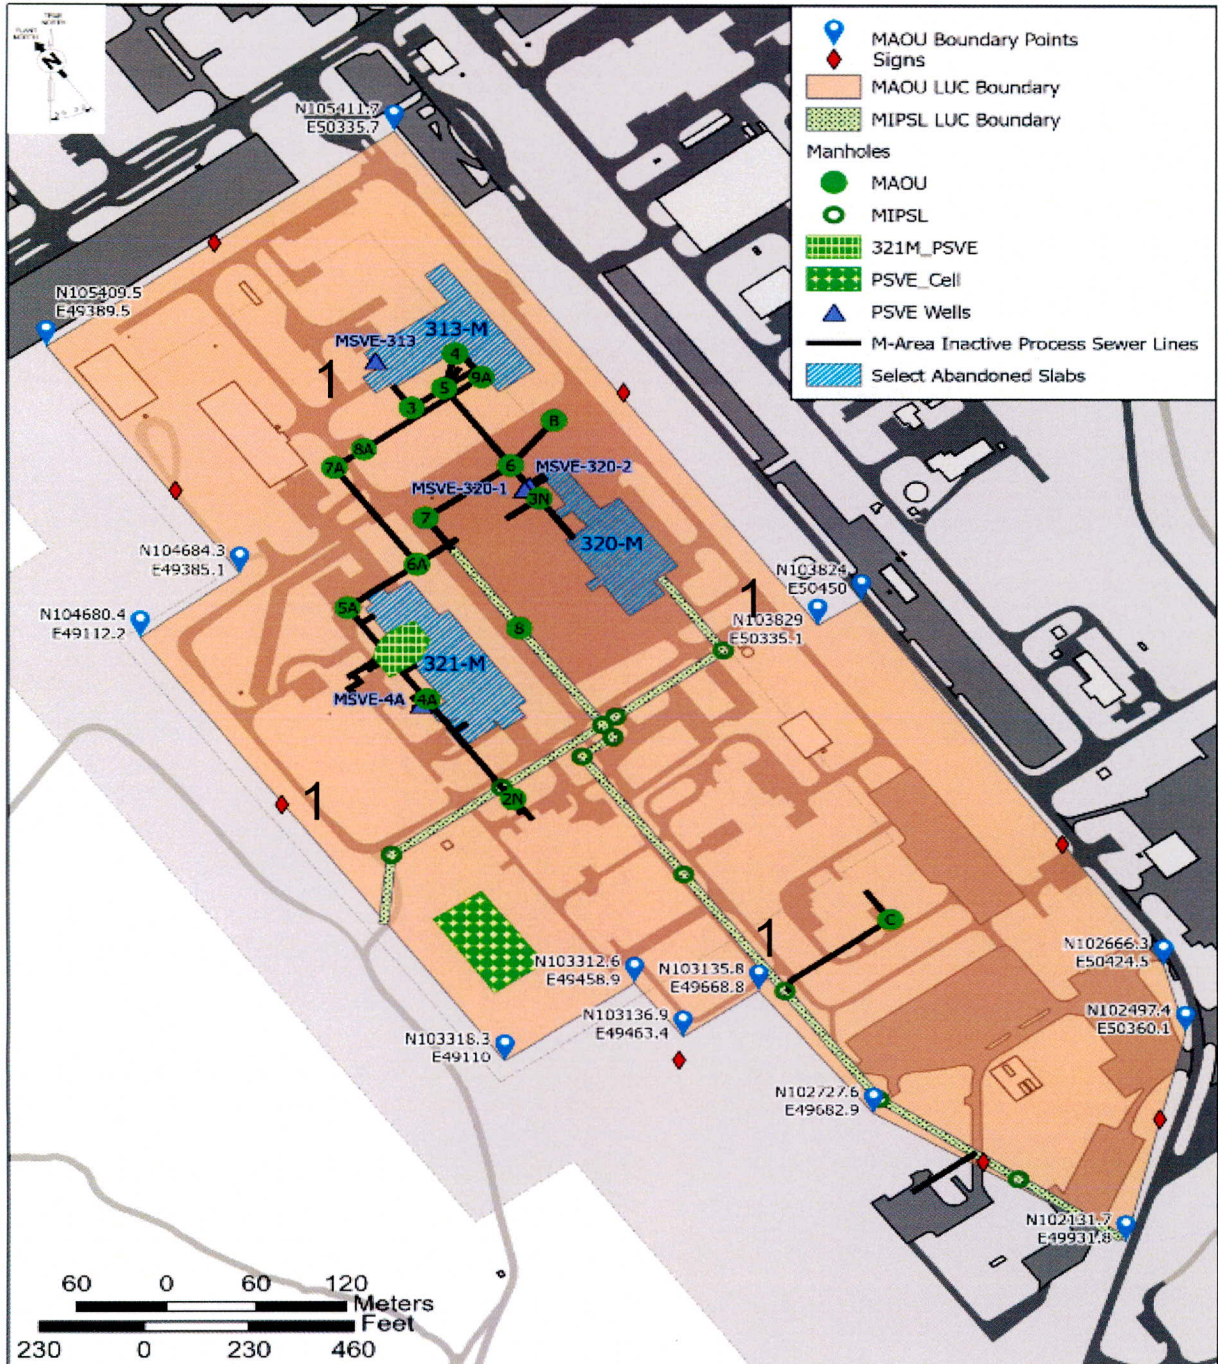 TRUE
NORTH
PLANT
NORTH
N
MAOU Boundary Points
Signs
MAOU LUC Boundary
MIPSL LUC Boundary
Manholes
MAOU
MIPSL
321M_PSVE
PSVE_Cell
PSVE Wells
M-Area Inactive Process Sewer Lines
Select Abandoned Slabs
N105411.7
E50335.7
N105409.5
E49389.5
MSVE-313
313-M
1
4
9A
5
3
B
8A
7A
6
MSVE-320-2
MSVE-320-1
3N
7
320-M
N104684.3
E49385.1
6A
N103824
E50450
1
N103829
E50335.1
N104680.4
E49112.2
5A
8
321-M
MSVE-4A
4A
2N
1
C
1
N102666.3
E50424.5
N103312.6
E49458.9
N103135.8
E49668.8
N102497.4
E50360.1
N103136.9
E49463.4
N103318.3
E49110
N102727.6
E49682.9
N102131.7
E49931.8
60 0 60 120
Meters
Feet
230 0 230 460